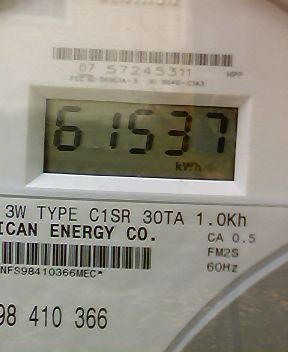 07 57245311 HPP
61537
kWh
3W TYPE C1SR 30TA 1.0Kh
ICAN ENERGY CO. CA 0.5
FM2S
NFS98410366MEC* 60Hz
98 410 366